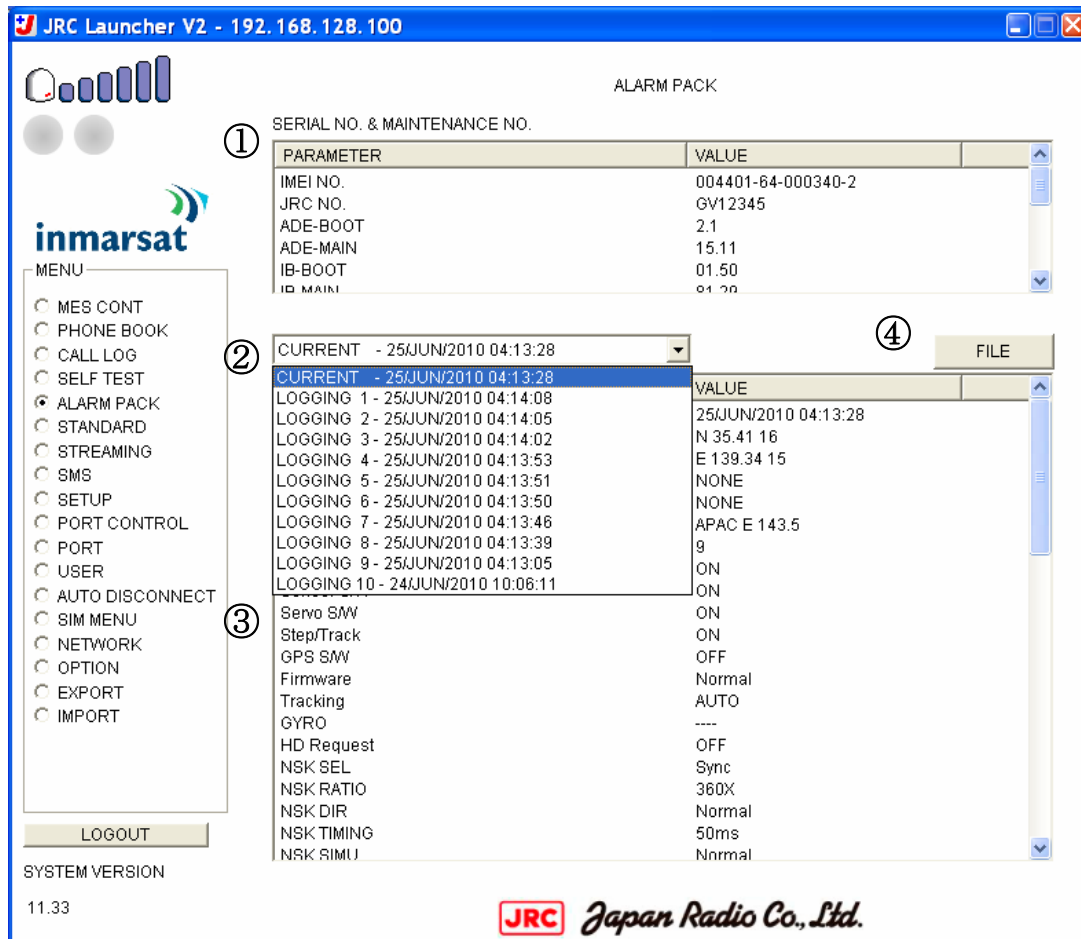 JRC Launcher V2 - 192.168.128.100
ALARM PACK
① SERIAL NO. & MAINTENANCE NO.
PARAMETER VALUE
IMEI NO. 004401-64-000340-2
JRC NO. GV12345
ADE-BOOT 2.1
ADE-MAIN 15.11
IB-BOOT 01.50
IB-MAIN
inmarsat
MENU
MES CONT
PHONE BOOK
CALL LOG
SELF TEST
ALARM PACK
STANDARD
STREAMING
SMS
SETUP
PORT CONTROL
PORT
USER
AUTO DISCONNECT
SIM MENU
NETWORK
OPTION
EXPORT
IMPORT
LOGOUT
SYSTEM VERSION
11.33
② CURRENT - 25/JUN/2010 04:13:28
④ FILE
CURRENT - 25/JUN/2010 04:13:28
LOGGING 1 - 25/JUN/2010 04:14:08
LOGGING 2 - 25/JUN/2010 04:14:05
LOGGING 3 - 25/JUN/2010 04:14:02
LOGGING 4 - 25/JUN/2010 04:13:53
LOGGING 5 - 25/JUN/2010 04:13:51
LOGGING 6 - 25/JUN/2010 04:13:50
LOGGING 7 - 25/JUN/2010 04:13:46
LOGGING 8 - 25/JUN/2010 04:13:39
LOGGING 9 - 25/JUN/2010 04:13:05
LOGGING 10 - 24/JUN/2010 10:06:11
VALUE
25/JUN/2010 04:13:28
N 35.41 16
E 139.34 15
NONE
NONE
APAC E 143.5
9
ON
ON
③
Servo S/W ON
Step/Track ON
GPS S/W OFF
Firmware Normal
Tracking AUTO
GYRO ----
HD Request OFF
NSK SEL Sync
NSK RATIO 360X
NSK DIR Normal
NSK TIMING 50ms
NSK SIMU Normal
JRC Japan Radio Co., Ltd.